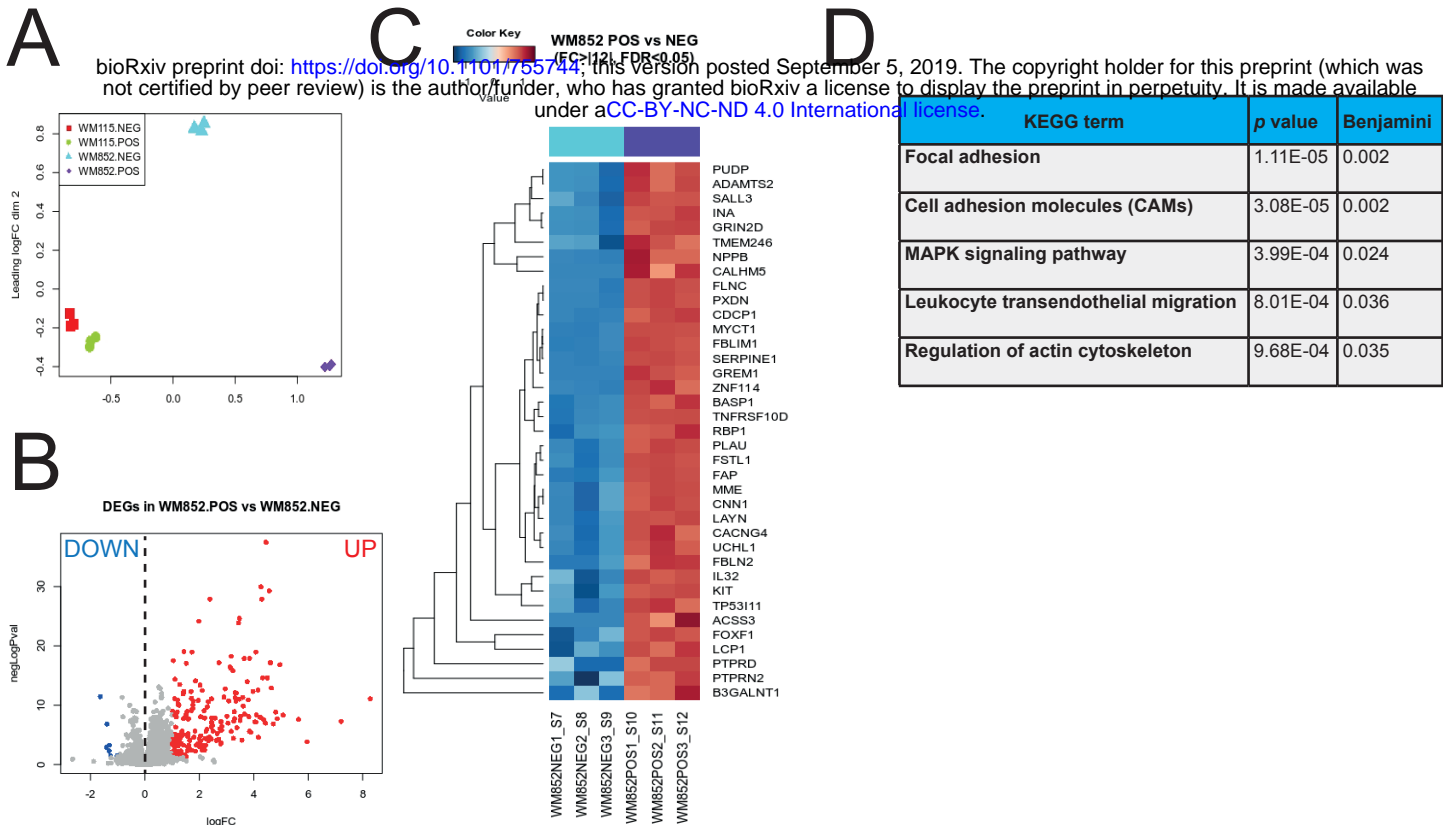 A
C
D
Color Key
WM852 POS vs NEG
(FC>|12|, FDR<0.05)
Value
bioRxiv preprint doi: https://doi.org/10.1101/755744; this version posted September 5, 2019. The copyright holder for this preprint (which was
not certified by peer review) is the author/funder, who has granted bioRxiv a license to display the preprint in perpetuity. It is made available
under aCC-BY-NC-ND 4.0 International license.
WM115.NEG
WM115.POS
WM852.NEG
WM852.POS
Leading logFC dim 2
0.8
0.6
0.4
0.2
0.0
-0.2
-0.4
-0.5 0.0 0.5 1.0
PUDP
ADAMTS2
SALL3
INA
GRIN2D
TMEM246
NPPB
CALHM5
FLNC
PXDN
CDCP1
MYCT1
FBLIM1
SERPINE1
GREM1
ZNF114
BASP1
TNFRSF10D
RBP1
PLAU
FSTL1
FAP
MME
CNN1
LAYN
CACNG4
UCHL1
FBLN2
IL32
KIT
TP53I11
ACSS3
FOXF1
LCP1
PTPRD
PTPRN2
B3GALNT1
WM852NEG1_S7
WM852NEG2_S8
WM852NEG3_S9
WM852POS1_S10
WM852POS2_S11
WM852POS3_S12
KEGG term p value Benjamini
Focal adhesion 1.11E-05 0.002
Cell adhesion molecules (CAMs) 3.08E-05 0.002
MAPK signaling pathway 3.99E-04 0.024
Leukocyte transendothelial migration 8.01E-04 0.036
Regulation of actin cytoskeleton 9.68E-04 0.035
B
DEGs in WM852.POS vs WM852.NEG
DOWN UP
negLogPval
30
20
10
0
-2 0 2 4 6 8
logFC